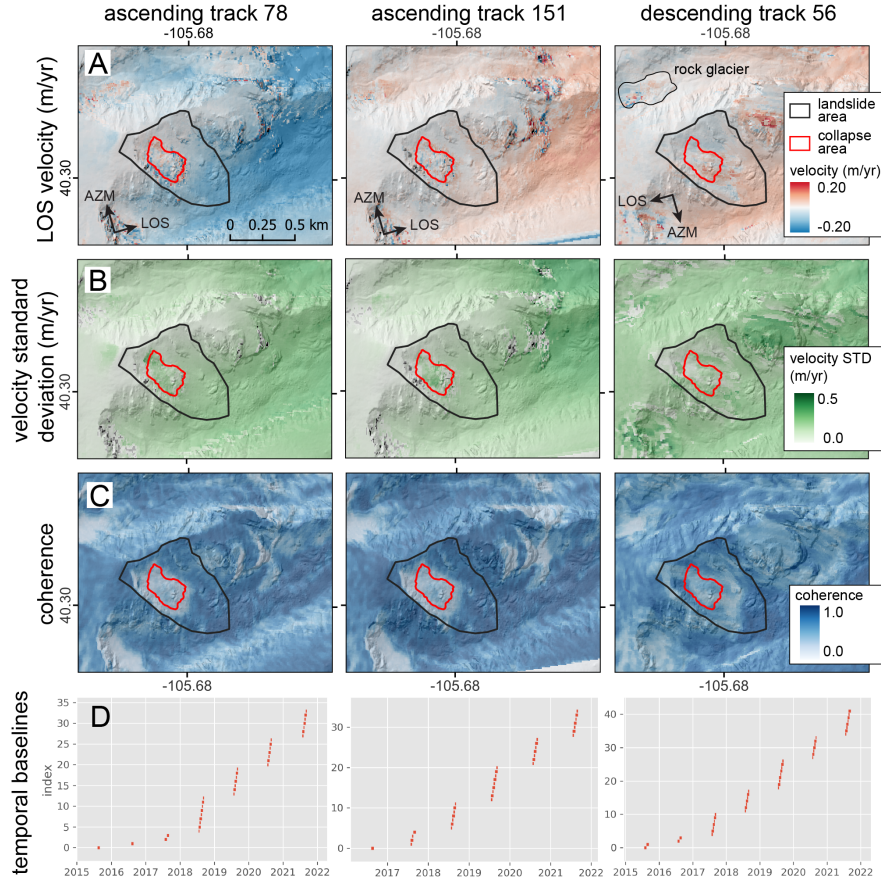 ascending track 78
ascending track 151
descending track 56
-105.68
-105.68
-105.68
A
LOS velocity (m/yr)
40.30
AZM
LOS
0 0.25 0.5 km
AZM
LOS
rock glacier
LOS
AZM
landslide
area
collapse
area
velocity (m/yr)
0.20
-0.20
B
velocity standard
deviation (m/yr)
40.30
velocity STD
(m/yr)
0.5
0.0
C
coherence
40.30
coherence
1.0
0.0
-105.68
-105.68
-105.68
D
temporal baselines
index
35
30
25
20
15
10
5
0
2015 2016 2017 2018 2019 2020 2021 2022
30
20
10
0
2017 2018 2019 2020 2021 2022
40
30
20
10
0
2015 2016 2017 2018 2019 2020 2021 2022